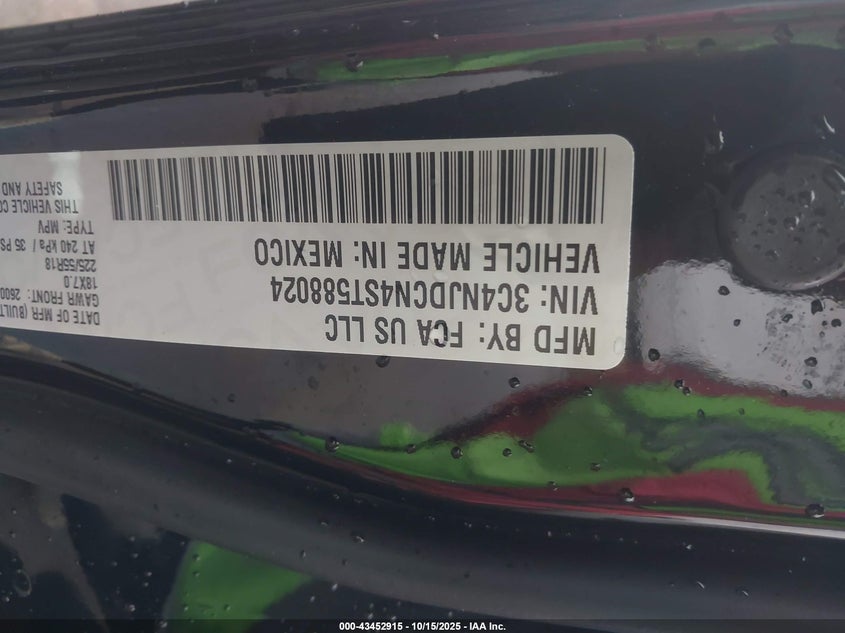 MFD BY: FCA US LLC
VIN: 3C4NJDCN4ST588024
VEHICLE MADE IN: MEXICO
DATE OF MFR (BUILT
GAWR FRONT: 2600
18X7.0
225/55R18
AT 240 kPa / 35 PS
TYPE: MPV
THIS VEHICLE CO
SAFETY AND
000-43452915 - 10/15/2025 - IAA Inc.